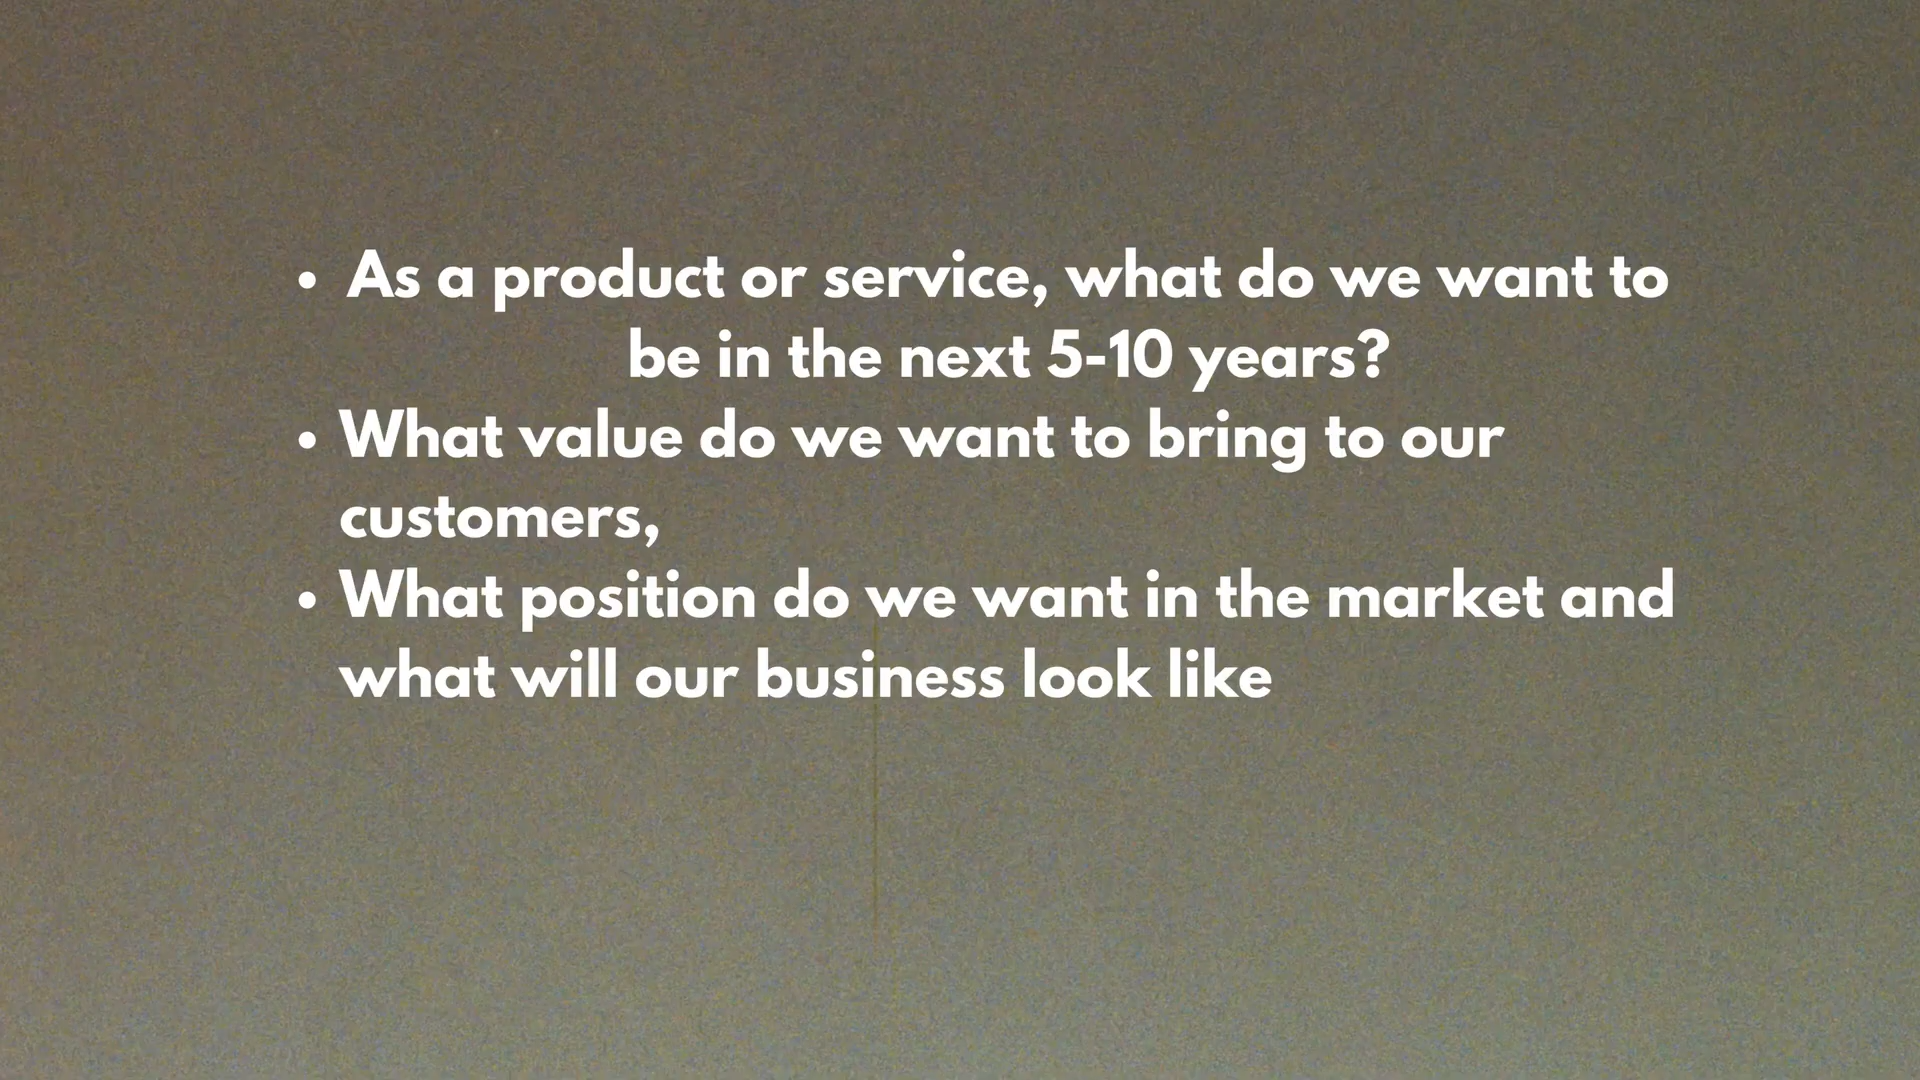 • As a product or service, what do we want to
be in the next 5-10 years?
• What value do we want to bring to our
customers,
• What position do we want in the market and
what will our business look like